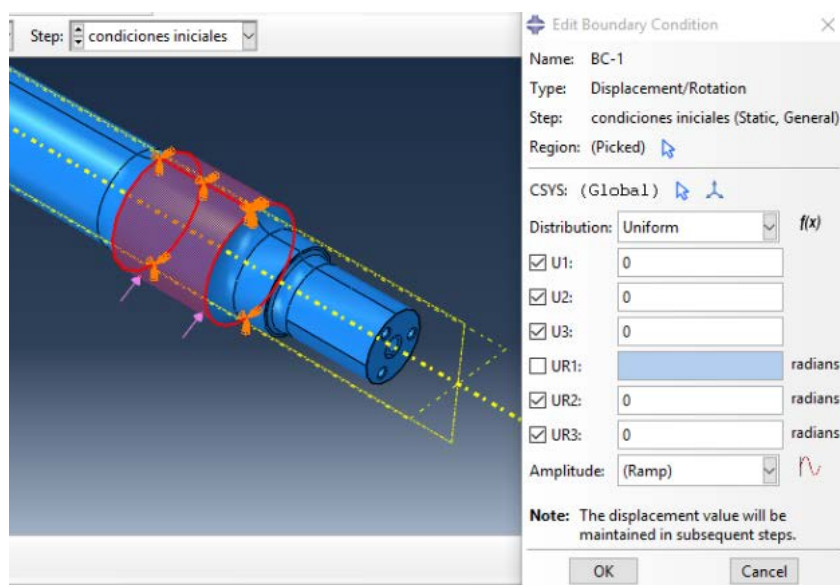 Step: condiciones iniciales
Edit Boundary Condition
Name: BC-1
Type: Displacement/Rotation
Step: condiciones iniciales (Static, General)
Region: (Picked)
CSYS: (Global)
Distribution: Uniform f(x)
U1: 0
U2: 0
U3: 0
UR1: radians
UR2: 0 radians
UR3: 0 radians
Amplitude: (Ramp)
Note: The displacement value will be
maintained in subsequent steps.
OK Cancel